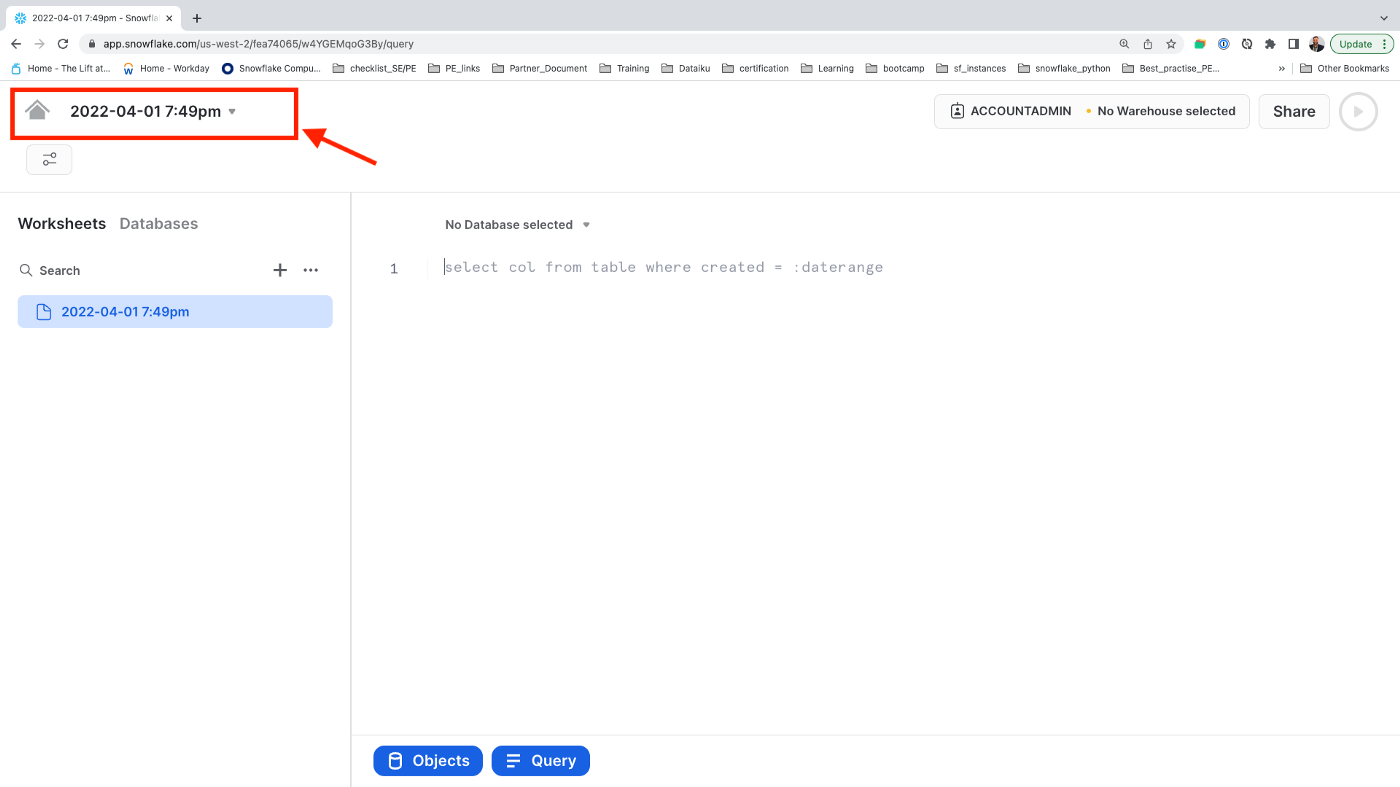 2022-04-01 7:49pm - Snowfla
app.snowflake.com/us-west-2/fea74065/w4YGEMqoG3By/query
Update
Home - The Lift at... Home - Workday Snowflake Compu... checklist_SE/PE PE_links Partner_Document Training Dataiku certification Learning bootcamp sf_instances snowflake_python Best_practise_PE... » Other Bookmarks
2022-04-01 7:49pm
ACCOUNTADMIN No Warehouse selected Share
Worksheets Databases
Search
2022-04-01 7:49pm
No Database selected
1 select col from table where created = :daterange
Objects Query